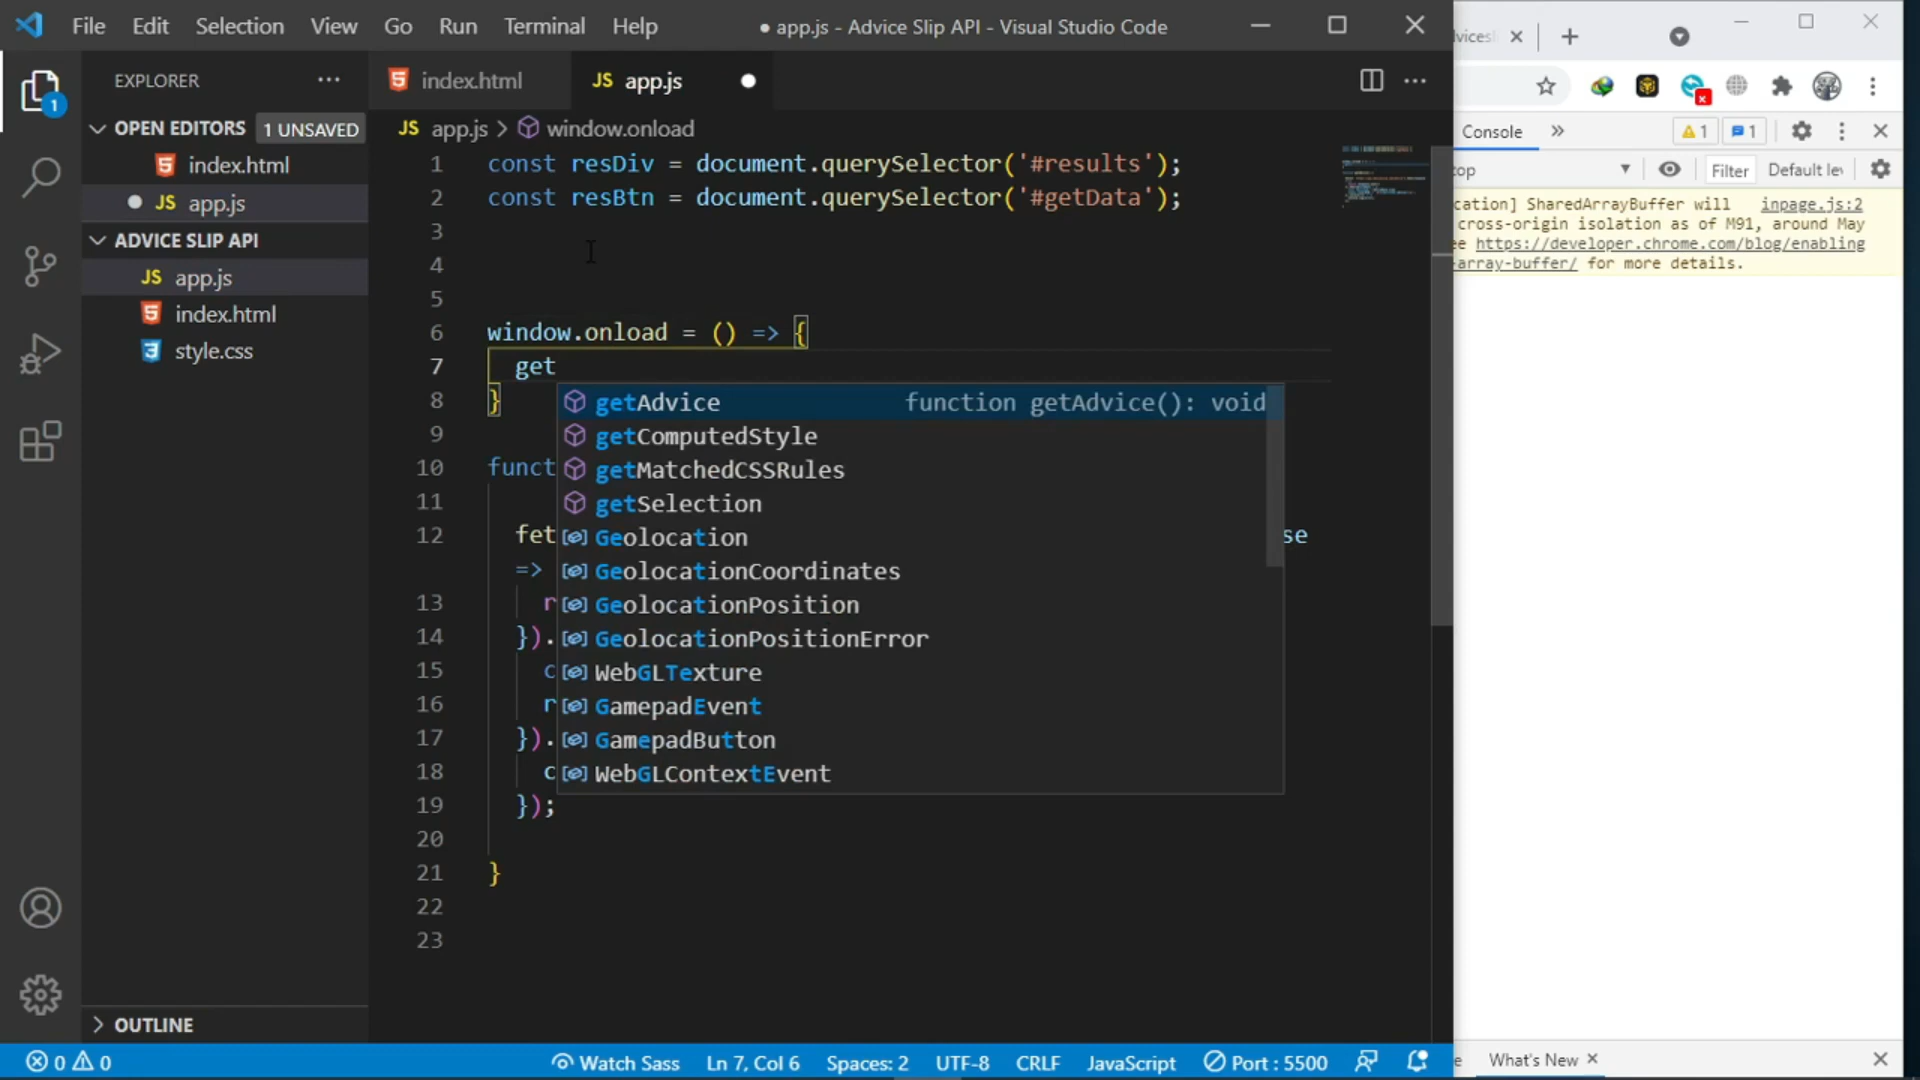 File Edit Selection View Go Run Terminal Help ● app.js - Advice Slip API - Visual Studio Code
EXPLORER
index.html
JS app.js
OPEN EDITORS 1 UNSAVED
index.html
JS app.js
ADVICE SLIP API
JS app.js
index.html
style.css
OUTLINE
JS app.js > window.onload
1 const resDiv = document.querySelector('#results');
2 const resBtn = document.querySelector('#getData');
3
4
5
6 window.onload = () => {
7 get
8 }
9
10 funct
11
12 fet se
=>
13 r
14 }).
15 c
16 r
17 }).
18 c
19 });
20
21 }
22
23
getAdvice function getAdvice(): void
getComputedStyle
getMatchedCSSRules
getSelection
Geolocation
GeolocationCoordinates
GeolocationPosition
GeolocationPositionError
WebGLTexture
GamepadEvent
GamepadButton
WebGLContextEvent
1
0 0 Watch Sass Ln 7, Col 6 Spaces: 2 UTF-8 CRLF JavaScript Port : 5500
Console » 1 1
op Filter Default lev
cation] SharedArrayBuffer will inpage.js:2
cross-origin isolation as of M91, around May
ee https://developer.chrome.com/blog/enabling
-array-buffer/ for more details.
What's New